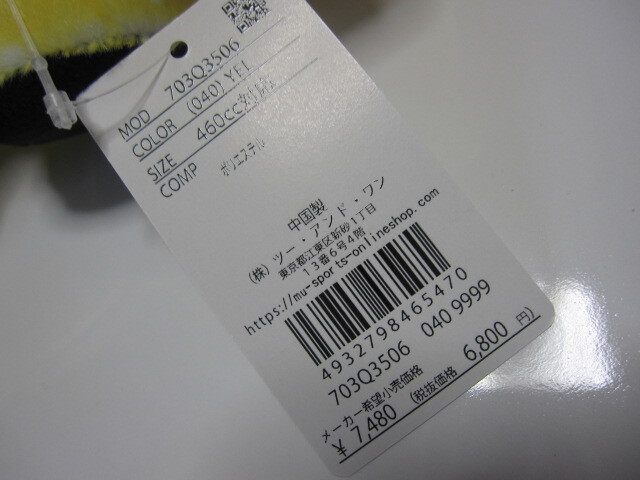 MOD 703Q3506
COLOR (040) YEL
SIZE 460cc対応
COMP ポリエステル
中国製
(株) ツー・アンド・ワン
東京都江東区新砂1丁目
13番6号4階
https://mu-sports-onlineshop.com
4932798465470
703Q3506 040 9999
メーカー希望小売価格
¥ 7,480 (税抜価格 6,800 円)